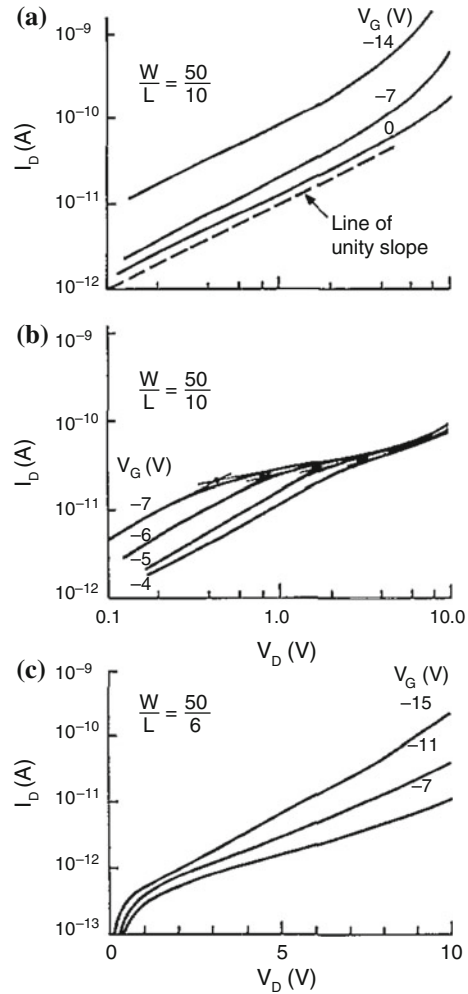 (a)
10⁻⁹
10⁻¹⁰
10⁻¹¹
10⁻¹²
I_D (A)
W/L = 50/10
V_G (V)
−14
−7
0
Line of
unity slope
(b)
10⁻⁹
10⁻¹⁰
10⁻¹¹
10⁻¹²
I_D (A)
W/L = 50/10
V_G (V)
−7
−6
−5
−4
0.1
1.0
10.0
V_D (V)
(c)
10⁻⁹
10⁻¹⁰
10⁻¹¹
10⁻¹²
10⁻¹³
I_D (A)
W/L = 50/6
V_G (V)
−15
−11
−7
0
5
10
V_D (V)